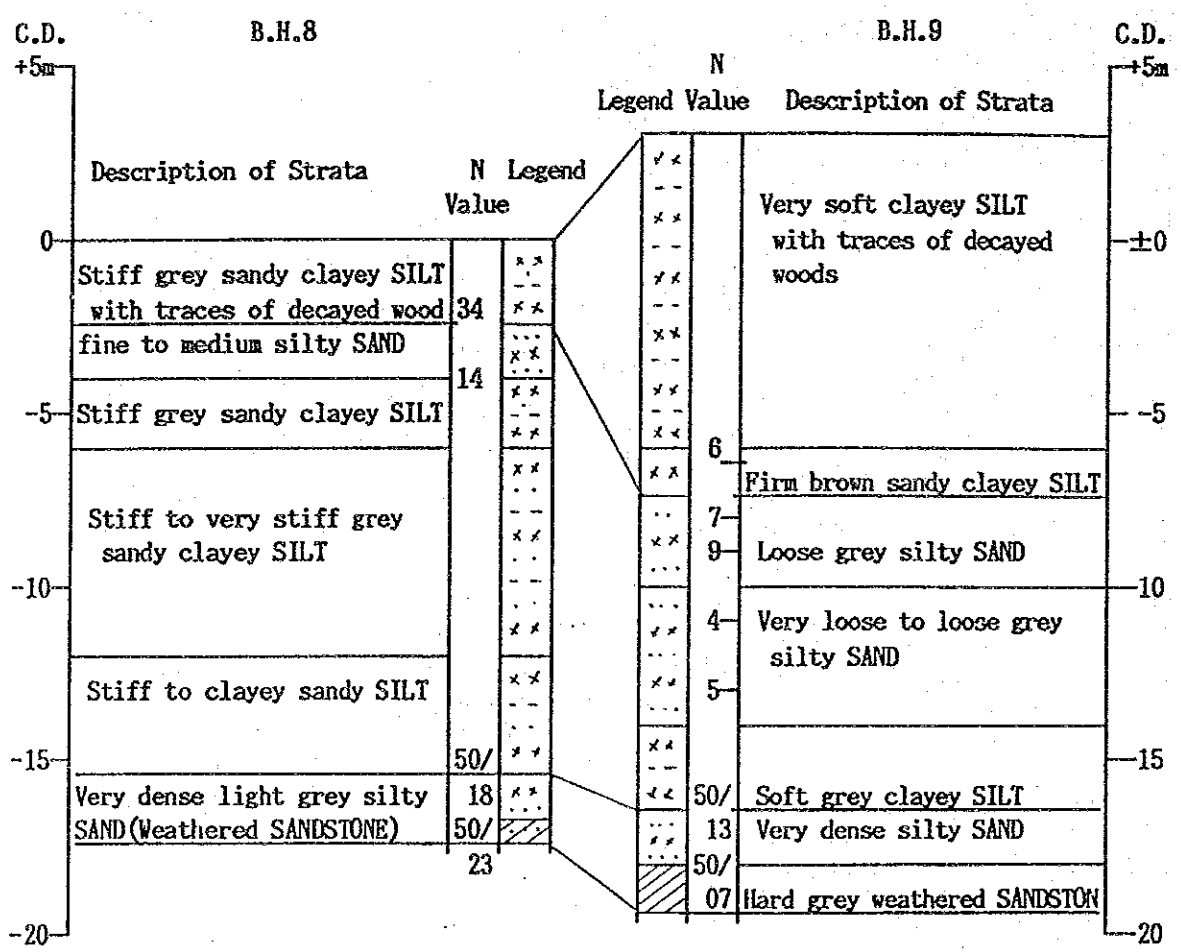 C.D.
B.H.8
B.H.9
C.D.
+5m
N
+5m
Legend Value
Description of Strata
Description of Strata
N Legend
Value
Very soft clayey SILT
with traces of decayed
woods
0
±0
Stiff grey sandy clayey SILT
with traces of decayed wood
34
fine to medium silty SAND
14
Stiff grey sandy clayey SILT
-5
-5
6
Firm brown sandy clayey SILT
7
Stiff to very stiff grey
sandy clayey SILT
9
Loose grey silty SAND
-10
-10
4
Very loose to loose grey
silty SAND
Stiff to clayey sandy SILT
5
-15
50/
-15
Very dense light grey silty
18
50/
Soft grey clayey SILT
SAND(Weathered SANDSTONE)
50/
13
Very dense silty SAND
23
50/
07
Hard grey weathered SANDSTON
-20
-20